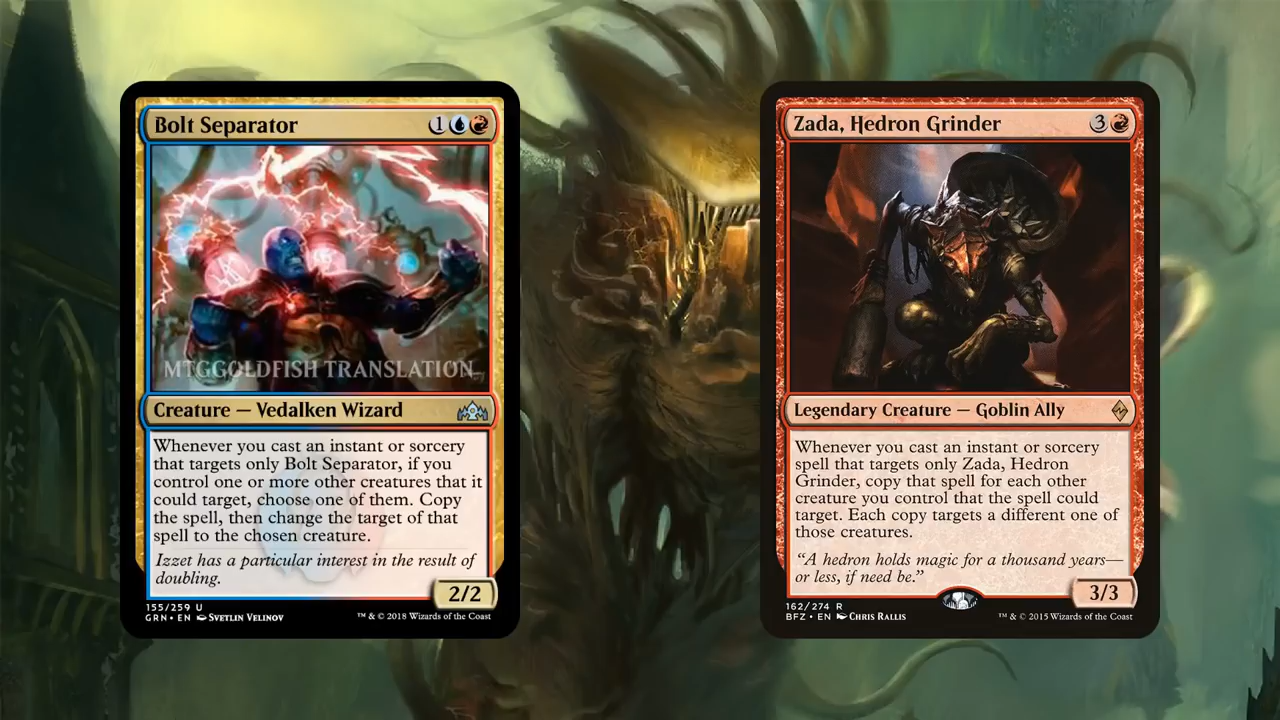 Bolt Separator 1
MTGGOLDFISH TRANSLATION
Creature — Vedalken Wizard
Whenever you cast an instant or sorcery
that targets only Bolt Separator, if you
control one or more other creatures that it
could target, choose one of them. Copy
the spell, then change the target of that
spell to the chosen creature.
Izzet has a particular interest in the result of
doubling.
2/2
155/259 U
GRN • EN Svetlin Velinov ™ & © 2018 Wizards of the Coast
Zada, Hedron Grinder 3
Legendary Creature — Goblin Ally
Whenever you cast an instant or sorcery
spell that targets only Zada, Hedron
Grinder, copy that spell for each other
creature you control that the spell could
target. Each copy targets a different one of
those creatures.
“A hedron holds magic for a thousand years—
or less, if need be.”
3/3
162/274 R
BFZ • EN Chris Rallis ™ & © 2015 Wizards of the Coast